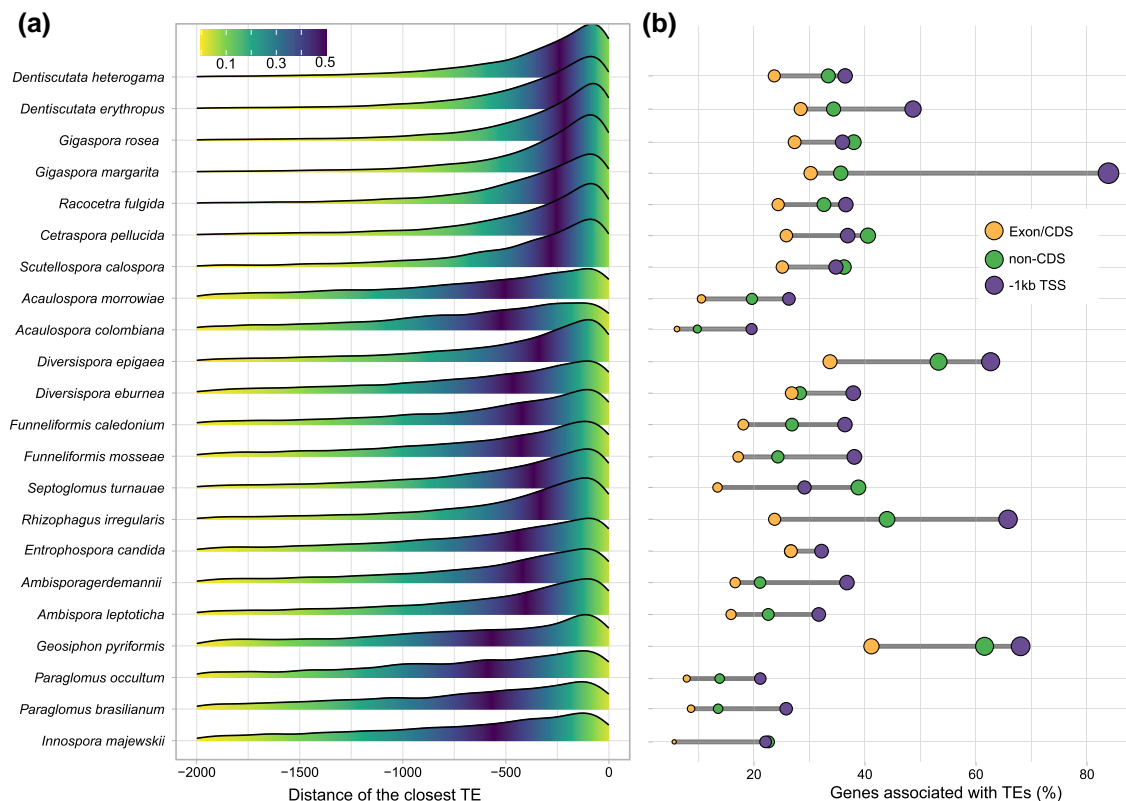 (a)
(b)
0.1
0.5
Dentiscutata heterogama
Dentiscutata erythropus
Gigaspora rosea
Gigaspora margarita
Racocetra fulgida
Cetraspora pellucida
Scutellospora calospora
Acaulospora morrowiae
Acaulospora colombiana
Diversispora epigaea
Diversispora eburnea
Funneliformis caledonium
Funneliformis mosseae
Septoglomus turnauae
Rhizophagus irregularis
Entrophospora candida
Ambisporagerdemannii
Ambispora leptoticha
Geosiphon pyriformis
Paraglomus occultum
Paraglomus brasilianum
Innospora majewskii
−2000
−1500
−1000
−500
0
Distance of the closest TE
Exon/CDS
non-CDS
-1kb TSS
20
40
60
80
Genes associated with TEs (%)